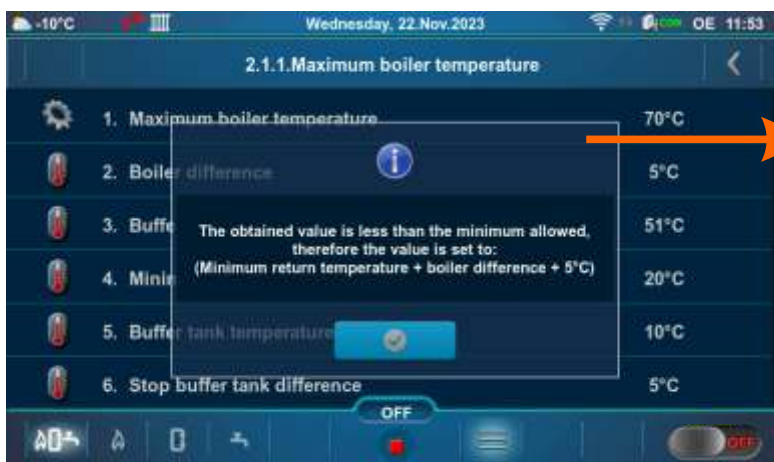 -10°C
Wednesday, 22.Nov.2023
OE 11:53
2.1.1.Maximum boiler temperature
1. Maximum boiler temperature 70°C
2. Boiler difference 5°C
The obtained value is less than the minimum allowed,
therefore the value is set to:
(Minimum return temperature + boiler difference + 5°C)
3. Buffe 51°C
4. Minin 20°C
5. Buffer tank temperature 10°C
6. Stop buffer tank difference 5°C
OFF
OFF